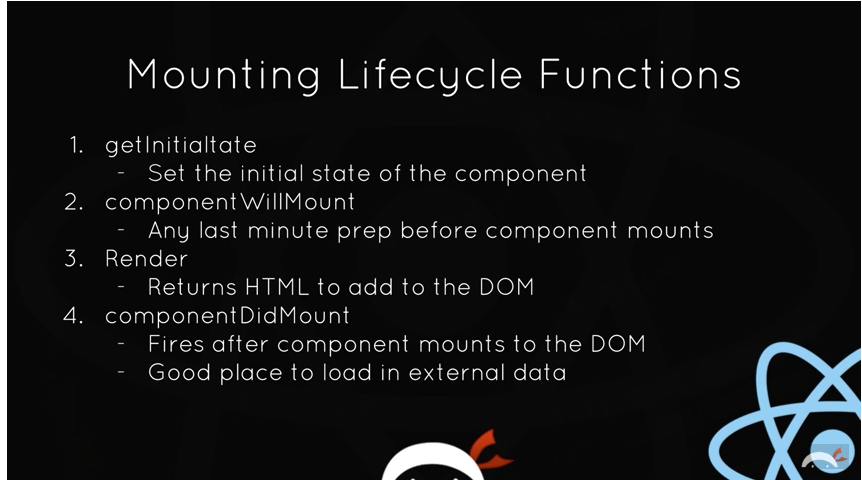 Mounting Lifecycle Functions
1. getInitialtate
- Set the initial state of the component
2. componentWillMount
- Any last minute prep before component mounts
3. Render
- Returns HTML to add to the DOM
4. componentDidMount
- Fires after component mounts to the DOM
- Good place to load in external data